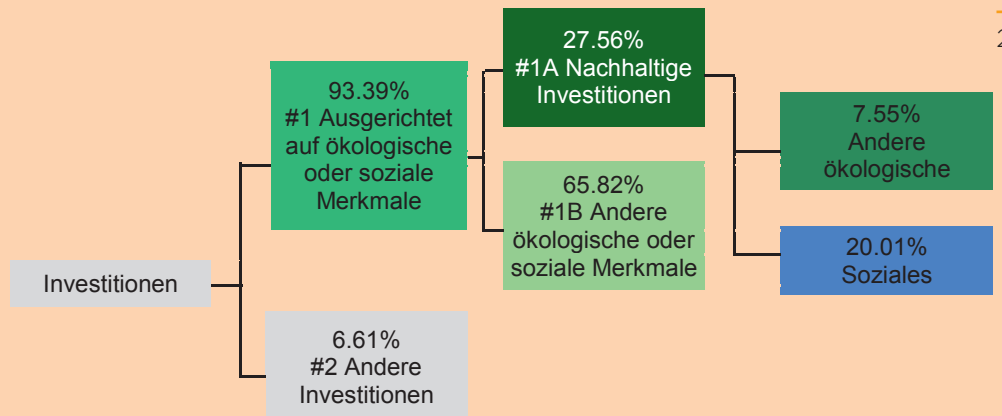 27.56%
#1A Nachhaltige
Investitionen
93.39%
#1 Ausgerichtet
auf ökologische
oder soziale
Merkmale
7.55%
Andere
ökologische
65.82%
#1B Andere
ökologische oder
soziale Merkmale
20.01%
Soziales
Investitionen
6.61%
#2 Andere
Investitionen